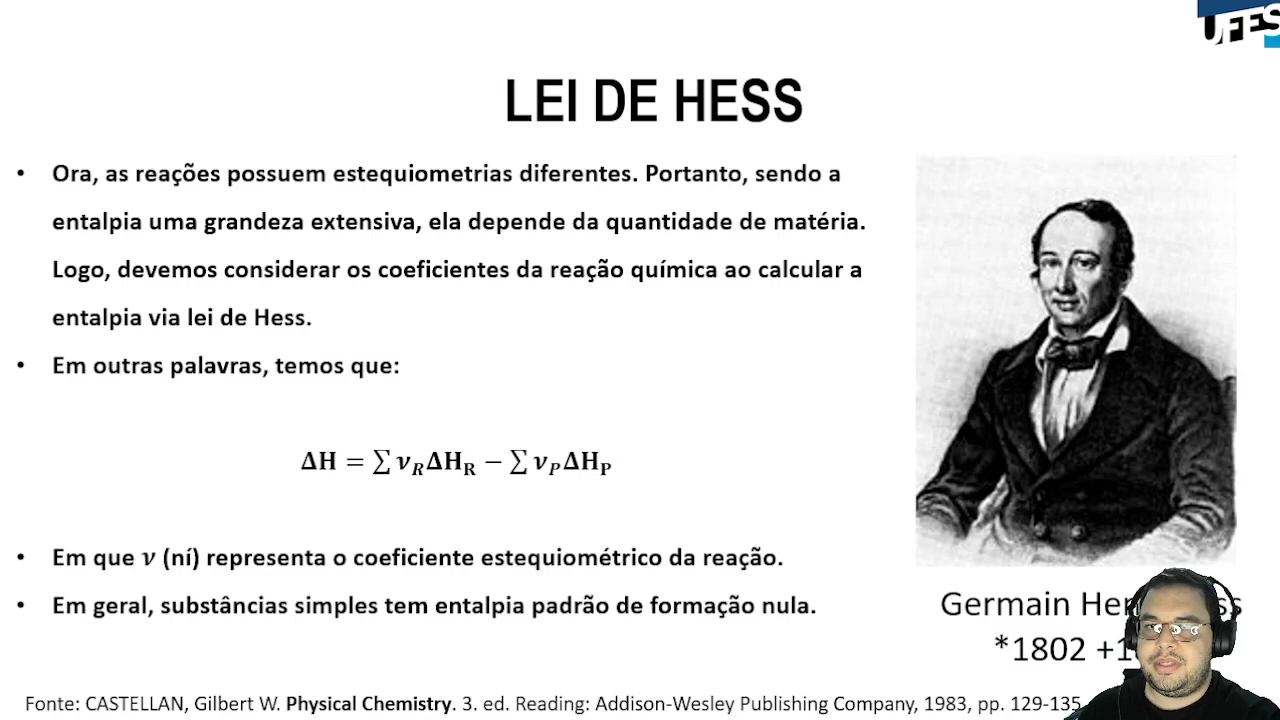 UFES
LEI DE HESS
• Ora, as reações possuem estequiometrias diferentes. Portanto, sendo a
entalpia uma grandeza extensiva, ela depende da quantidade de matéria.
Logo, devemos considerar os coeficientes da reação química ao calcular a
entalpia via lei de Hess.
• Em outras palavras, temos que:
ΔH = ∑ νRΔHR − ∑ νPΔHP
• Em que ν (ní) representa o coeficiente estequiométrico da reação.
• Em geral, substâncias simples tem entalpia padrão de formação nula.
Germain
*1802
Fonte: CASTELLAN, Gilbert W. Physical Chemistry. 3. ed. Reading: Addison-Wesley Publishing Company, 1983, pp. 129-135